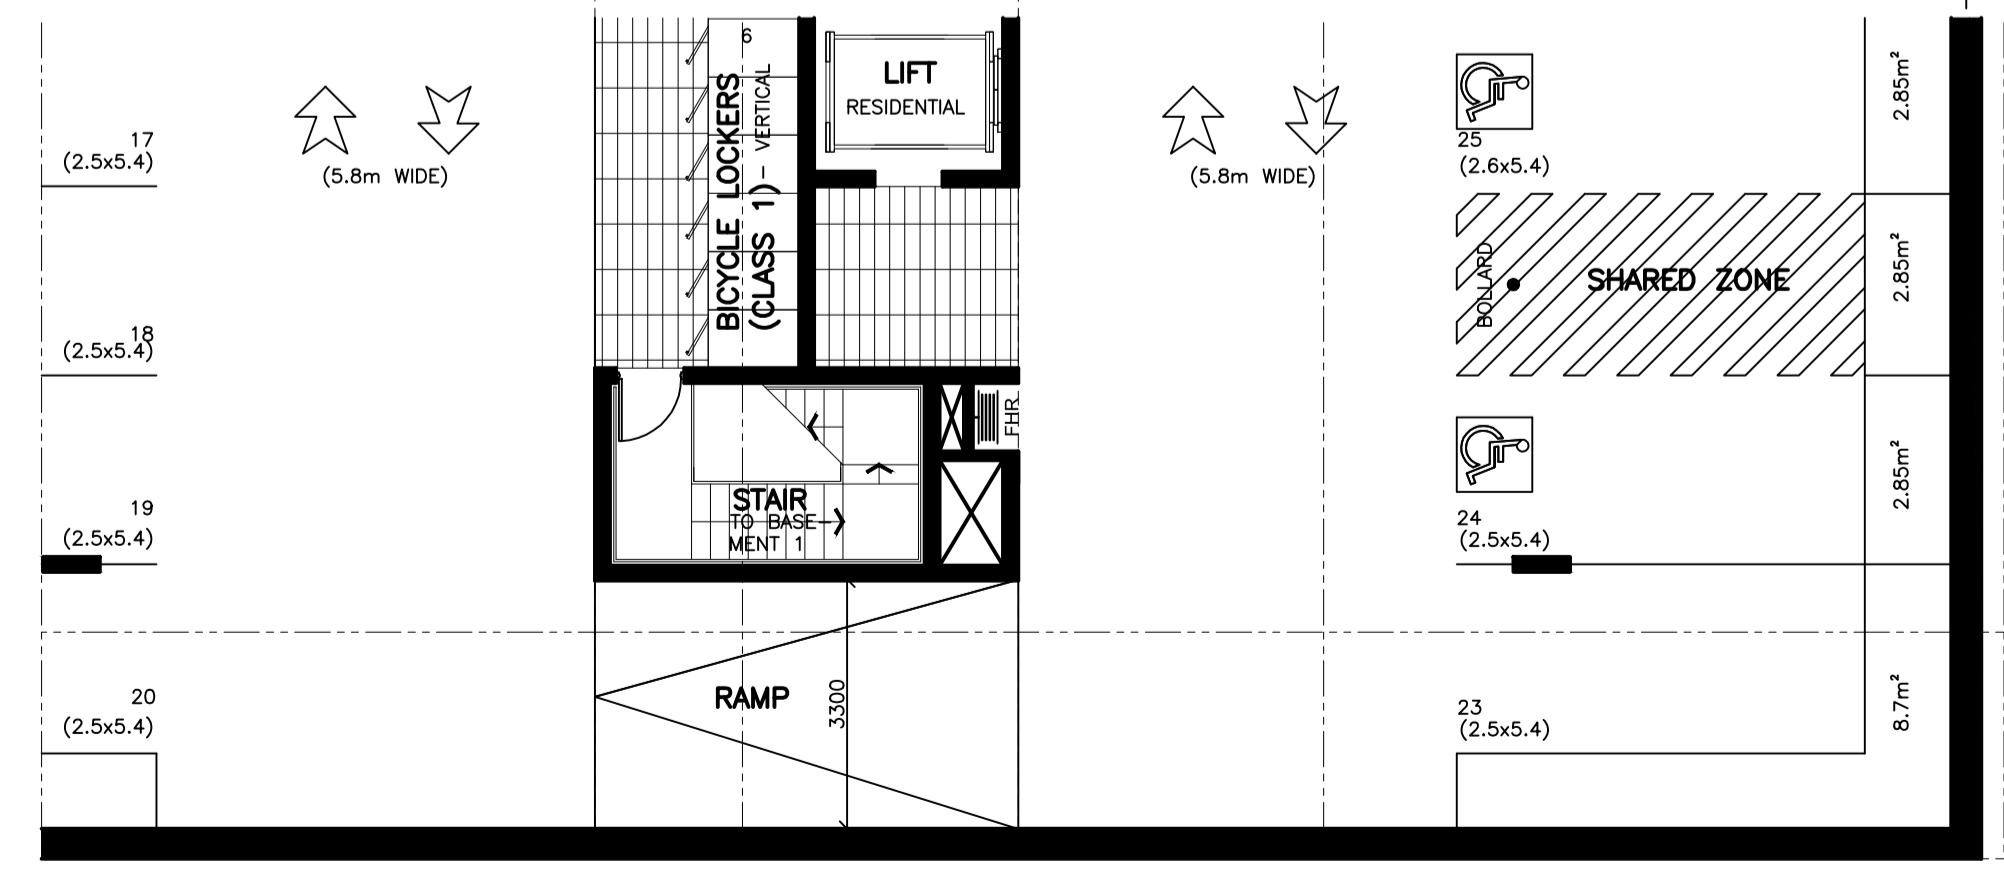 17
(2.5x5.4)
18
(2.5x5.4)
19
(2.5x5.4)
20
(2.5x5.4)
(5.8m WIDE)
6
BICYCLE LOCKERS
(CLASS 1)- VERTICAL
LIFT
RESIDENTIAL
FHR
STAIR
TO BASE-
MENT 1
RAMP
3300
(5.8m WIDE)
25
(2.6x5.4)
BOLLARD
SHARED ZONE
24
(2.5x5.4)
23
(2.5x5.4)
2.85m²
2.85m²
2.85m²
8.7m²